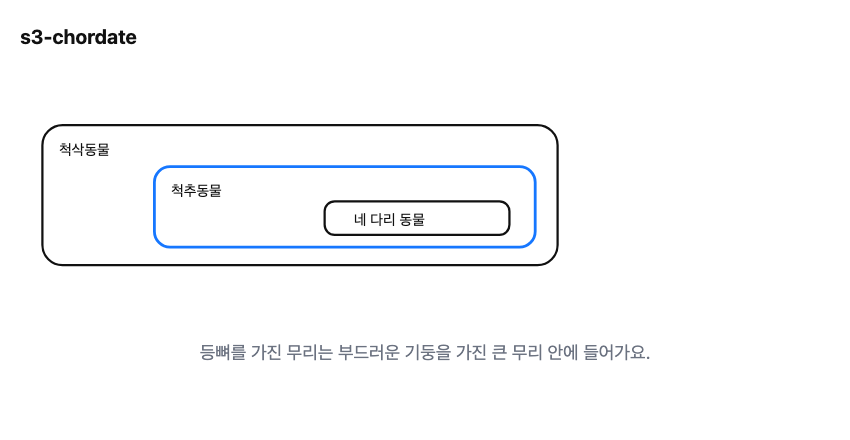 s3-chordate
척삭동물
척추동물
네 다리 동물
등뼈를 가진 무리는 부드러운 기둥을 가진 큰 무리 안에 들어가요.